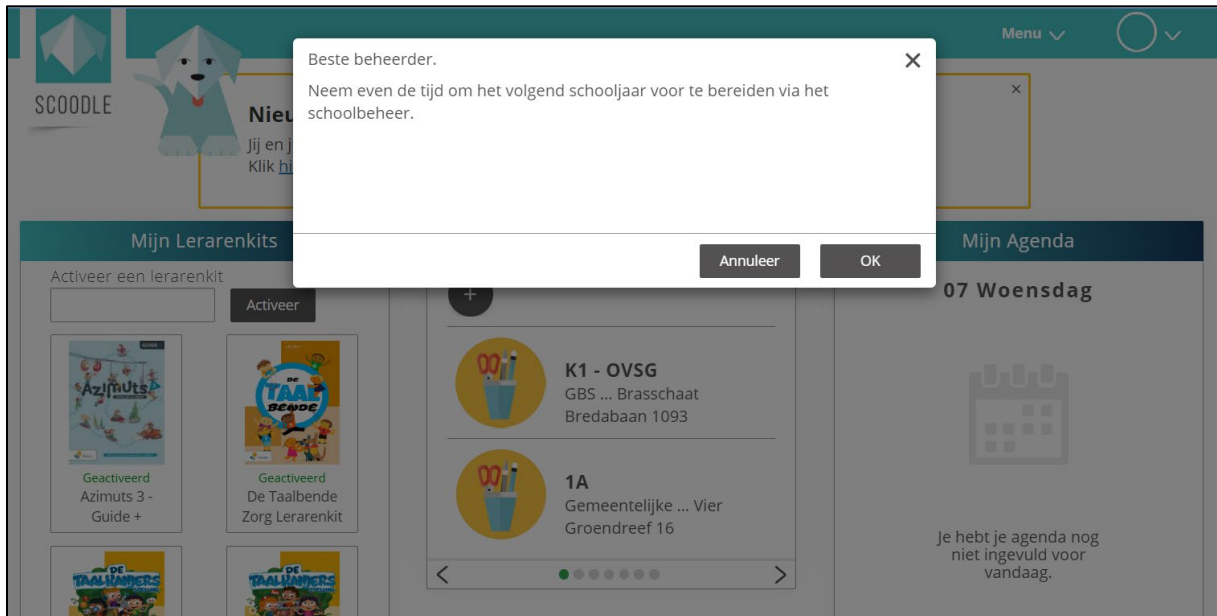 SCOODLE
Menu
Beste beheerder.
Neem even de tijd om het volgend schooljaar voor te bereiden via het
schoolbeheer.
Annuleer
OK
Jij en j
Klik hi
Mijn Lerarenkits
Activeer een lerarenkit
Activeer
GUIDE
Azimuts
Geactiveerd
Azimuts 3 -
Guide +
DE
TAAL
BENDE
Geactiveerd
De Taalbende
Zorg Lerarenkit
DE
TAALKANJERS
DE
TAALKANJERS
K1 - OVSG
GBS ... Brasschaat
Bredabaan 1093
1A
Gemeentelijke ... Vier
Groendreef 16
Mijn Agenda
07 Woensdag
Je hebt je agenda nog
niet ingevuld voor
vandaag.